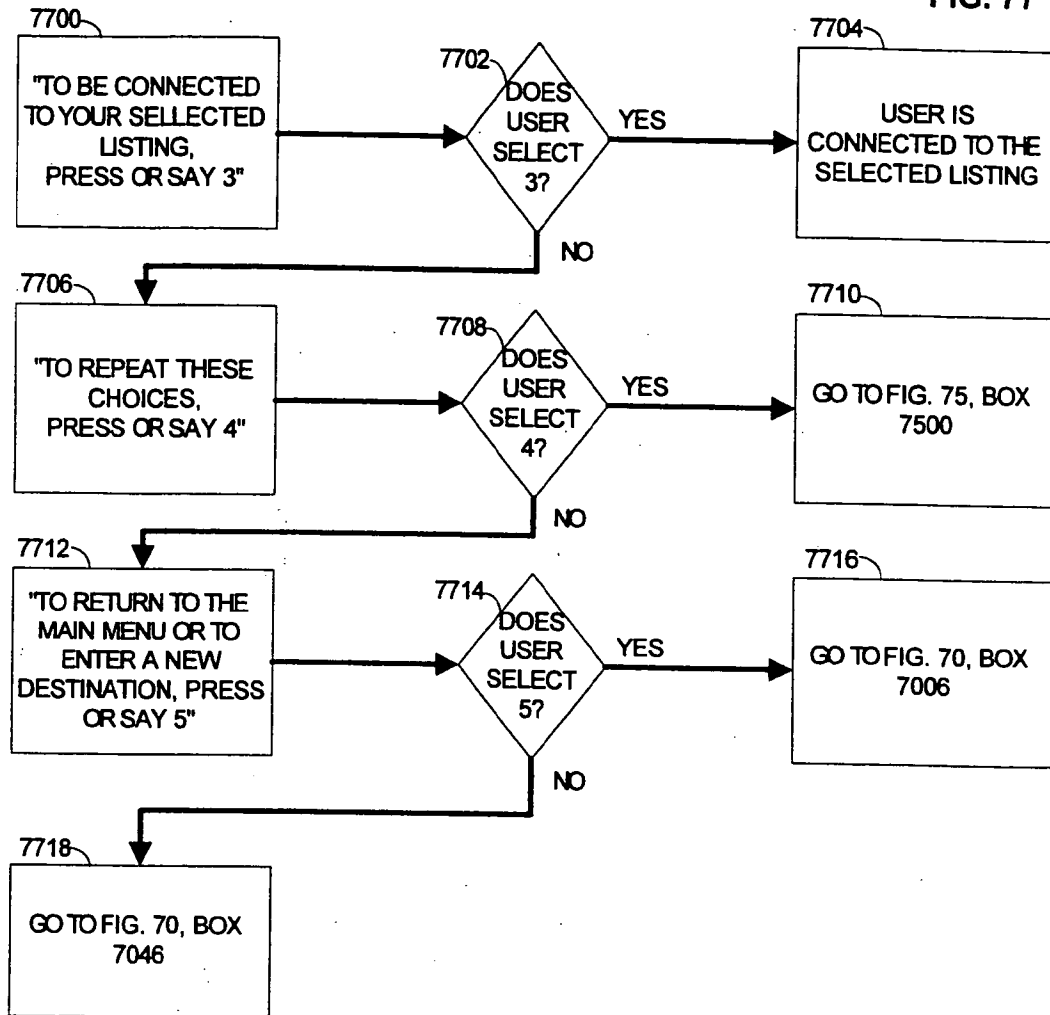 FIG. 77
7700
"TO BE CONNECTED
TO YOUR SELLECTED
LISTING,
PRESS OR SAY 3"
7702
DOES
USER
SELECT
3?
YES
NO
7704
USER IS
CONNECTED TO THE
SELECTED LISTING
7706
"TO REPEAT THESE
CHOICES,
PRESS OR SAY 4"
7708
DOES
USER
SELECT
4?
YES
NO
7710
GO TO FIG. 75, BOX
7500
7712
"TO RETURN TO THE
MAIN MENU OR TO
ENTER A NEW
DESTINATION, PRESS
OR SAY 5"
7714
DOES
USER
SELECT
5?
YES
NO
7716
GO TO FIG. 70, BOX
7006
7718
GO TO FIG. 70, BOX
7046